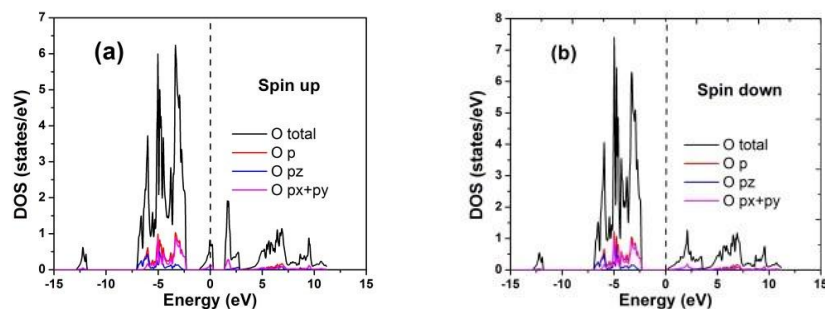 (a)
Spin up
O total
O p
O pz
O px+py
DOS (states/eV)
7
6
5
4
3
2
1
0
-15 -10 -5 0 5 10 15
Energy (eV)
(b)
Spin down
O total
O p
O pz
O px+py
DOS (states/eV)
8
7
6
5
4
3
2
1
0
-15 -10 -5 0 5 10 15
Energy (eV)